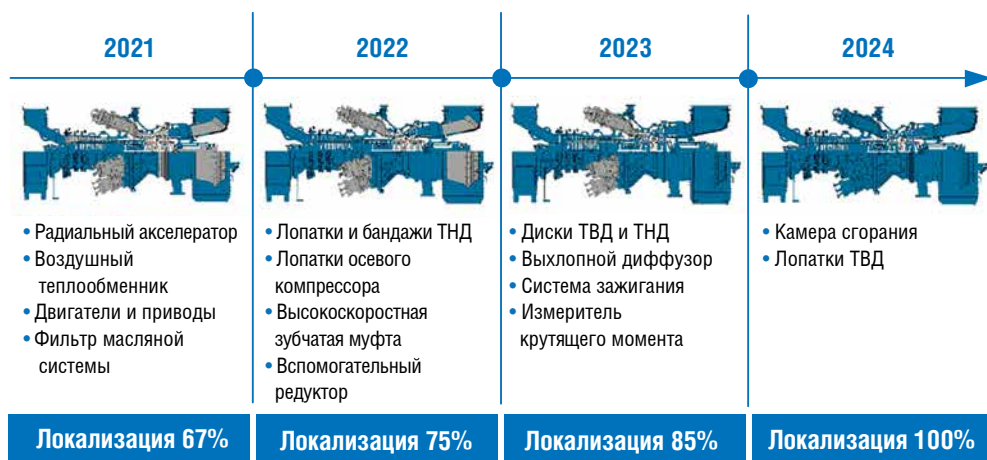 2021
2022
2023
2024
• Радиальный акселератор
• Воздушный
теплообменник
• Двигатели и приводы
• Фильтр масляной
системы
• Лопатки и бандажи ТНД
• Лопатки осевого
компрессора
• Высокоскоростная
зубчатая муфта
• Вспомогательный
редуктор
• Диски ТВД и ТНД
• Выхлопной диффузор
• Система зажигания
• Измеритель
крутящего момента
• Камера сгорания
• Лопатки ТВД
Локализация 67%
Локализация 75%
Локализация 85%
Локализация 100%